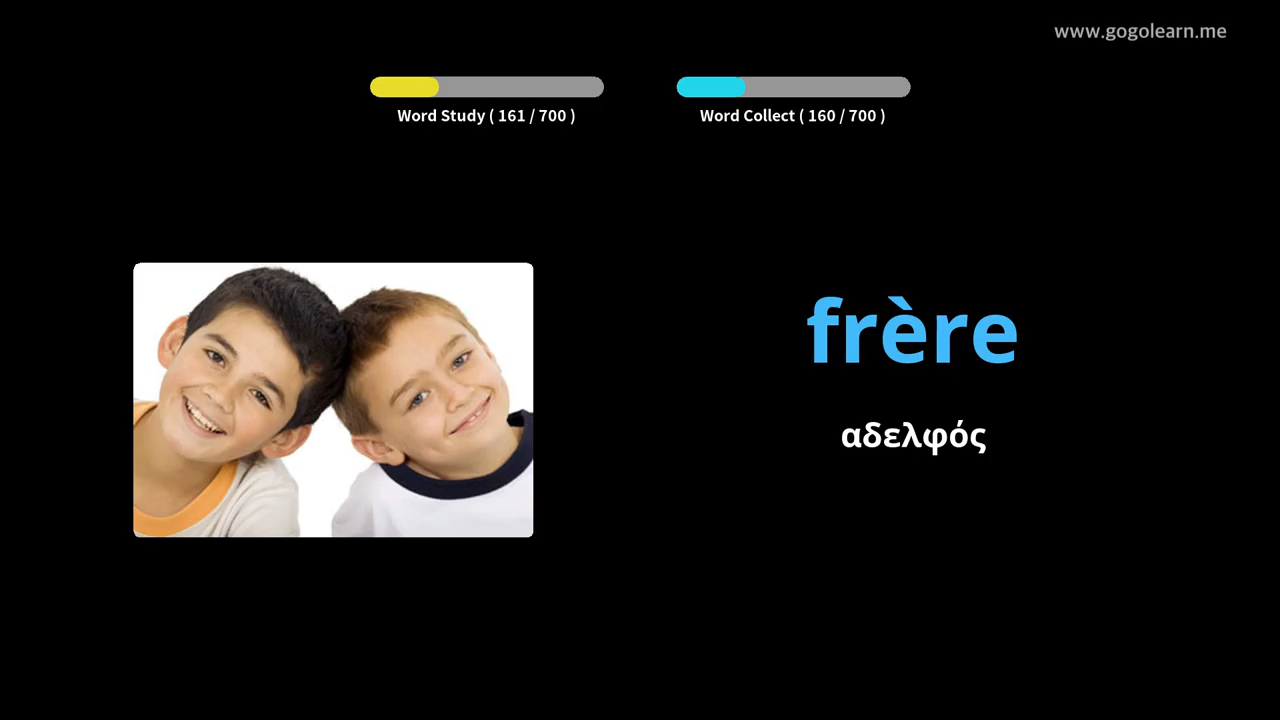 www.gogolearn.me
Word Study ( 161 / 700 )
Word Collect ( 160 / 700 )
frère
αδελφός